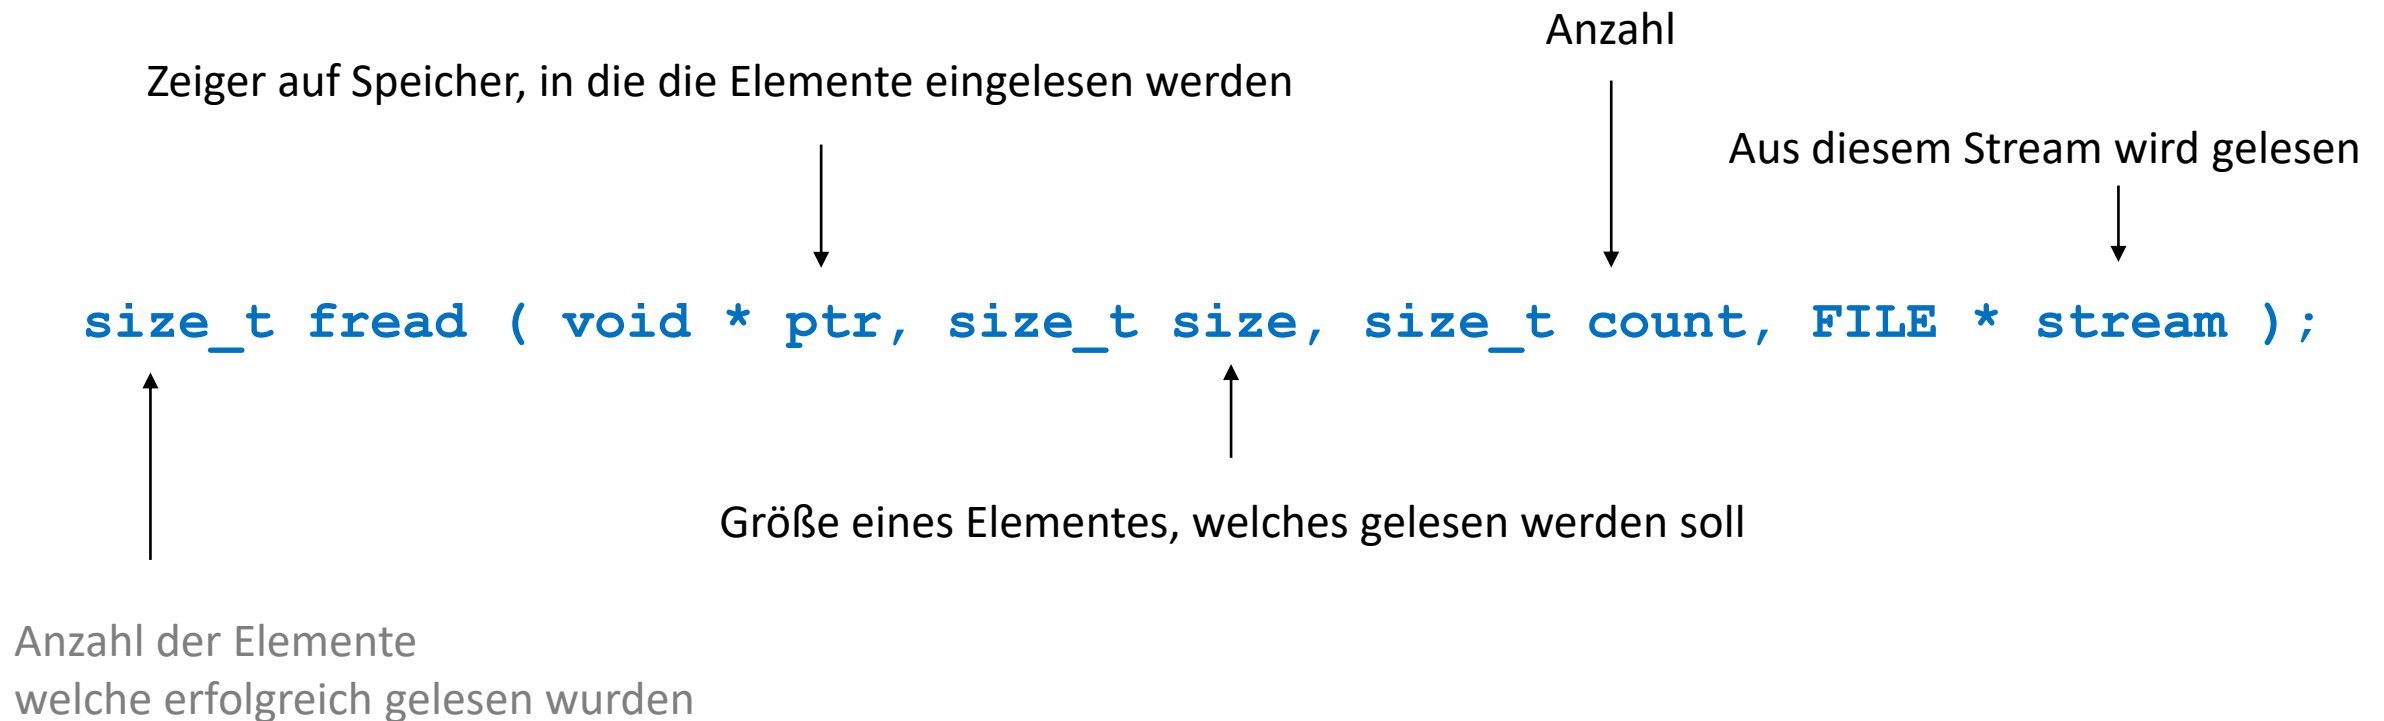 Anzahl
Zeiger auf Speicher, in die die Elemente eingelesen werden
Aus diesem Stream wird gelesen
size_t fread ( void * ptr, size_t size, size_t count, FILE * stream );
Größe eines Elementes, welches gelesen werden soll
Anzahl der Elemente
welche erfolgreich gelesen wurden